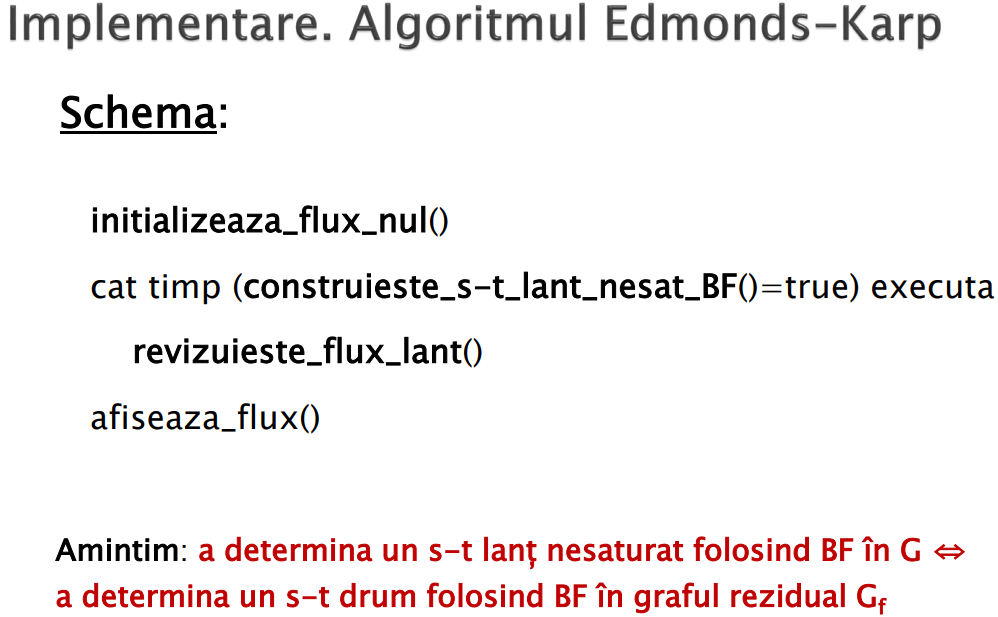 Implementare. Algoritmul Edmonds-Karp
Schema:
initializeaza_flux_nul()
cat timp (construieste_s-t_lant_nesat_BF()=true) executa
revizuieste_flux_lant()
afiseaza_flux()
Amintim: a determina un s-t lanț nesaturat folosind BF în G ⇔
a determina un s-t drum folosind BF în graful rezidual Gf